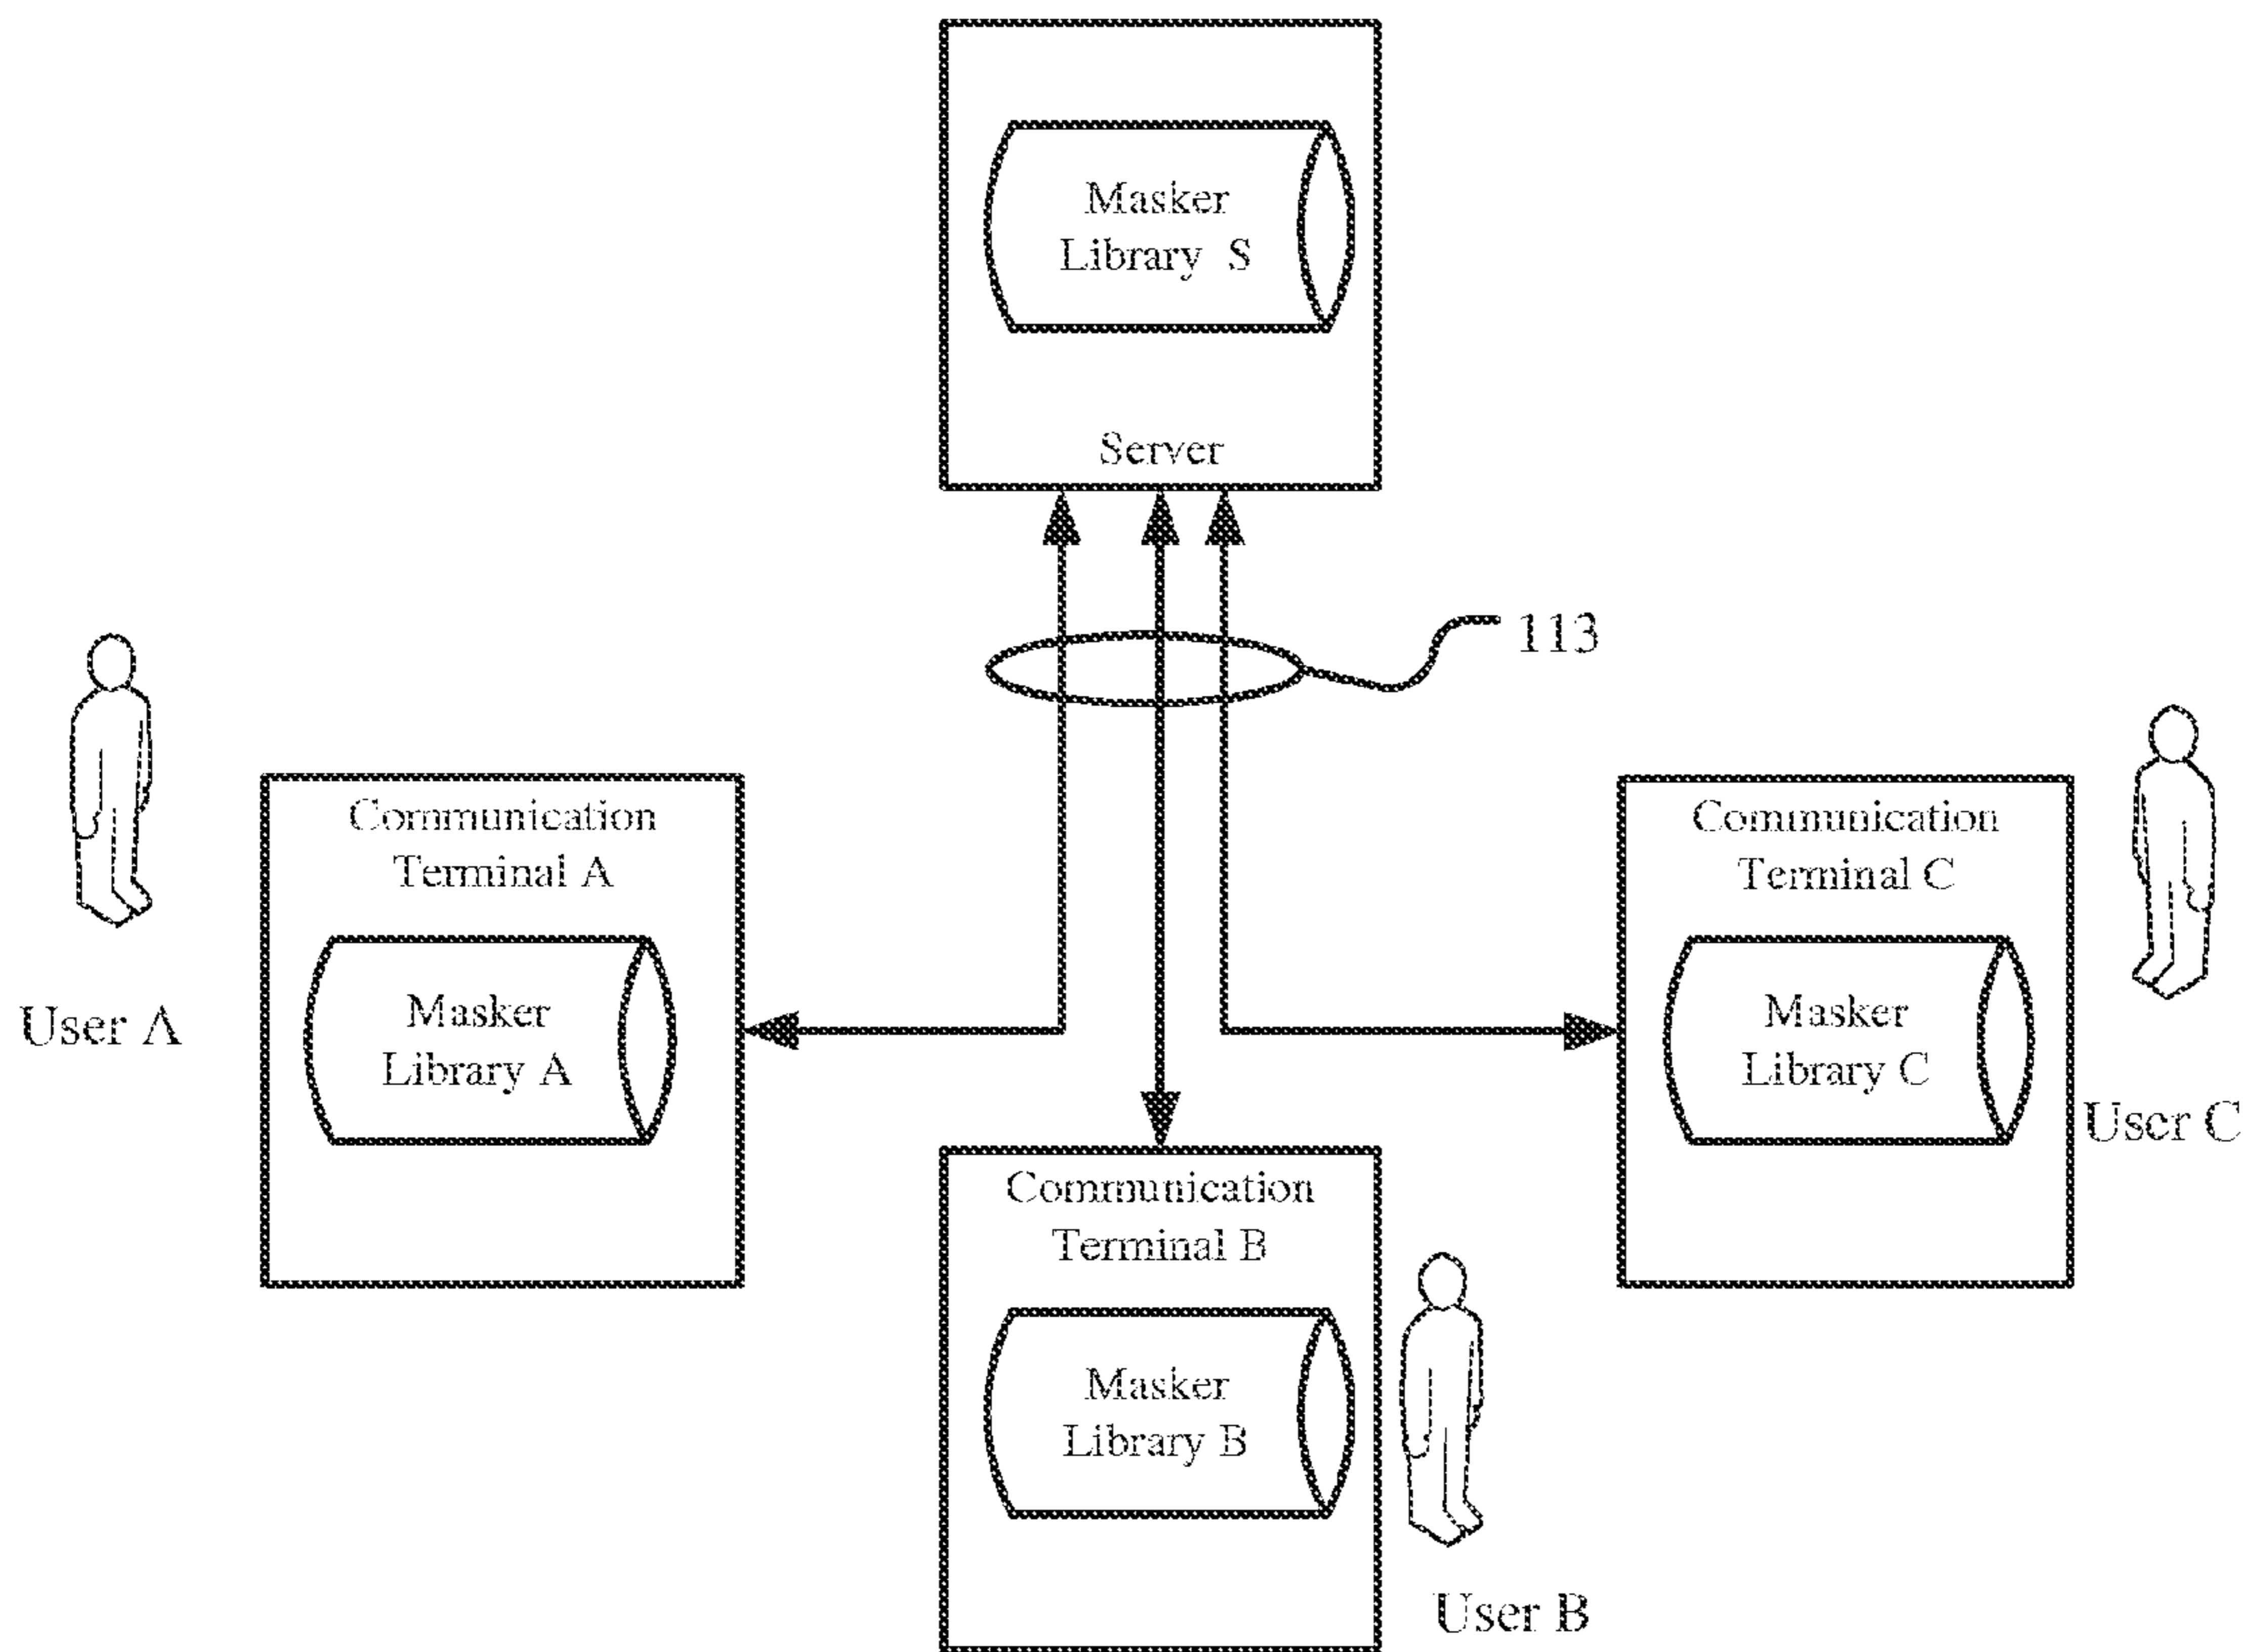 Masker
Library S
Server
113
Communication
Terminal A
Masker
Library A
User A
Communication
Terminal C
Masker
Library C
User C
Communication
Terminal B
Masker
Library B
User B